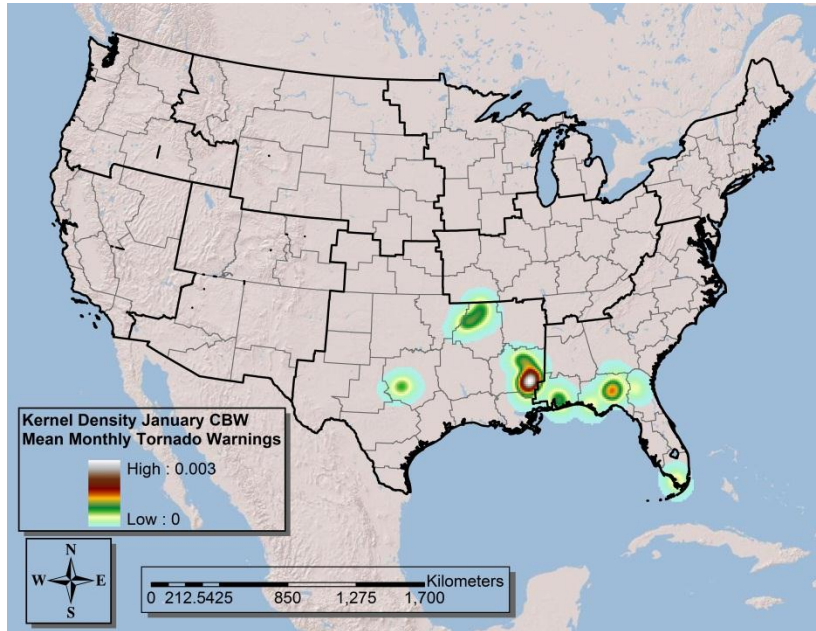 Kernel Density January CBW
Mean Monthly Tornado Warnings
High : 0.003
Low : 0
N
W E
S
Kilometers
0 212.5425 850 1,275 1,700